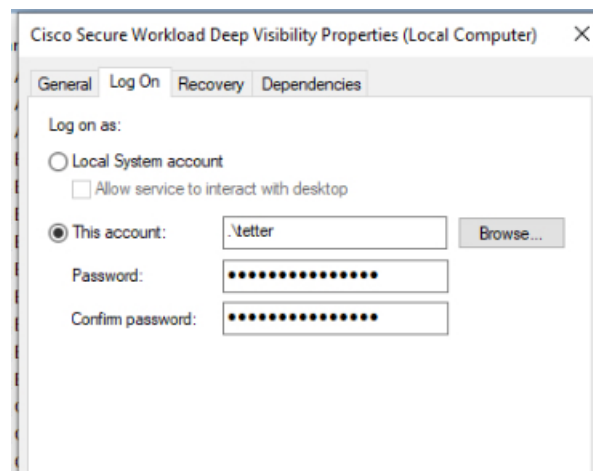 Cisco Secure Workload Deep Visibility Properties (Local Computer)
General Log On Recovery Dependencies
Log on as:
Local System account
Allow service to interact with desktop
This account: .\tetter Browse...
Password: ●●●●●●●●●●●●●●●
Confirm password: ●●●●●●●●●●●●●●●